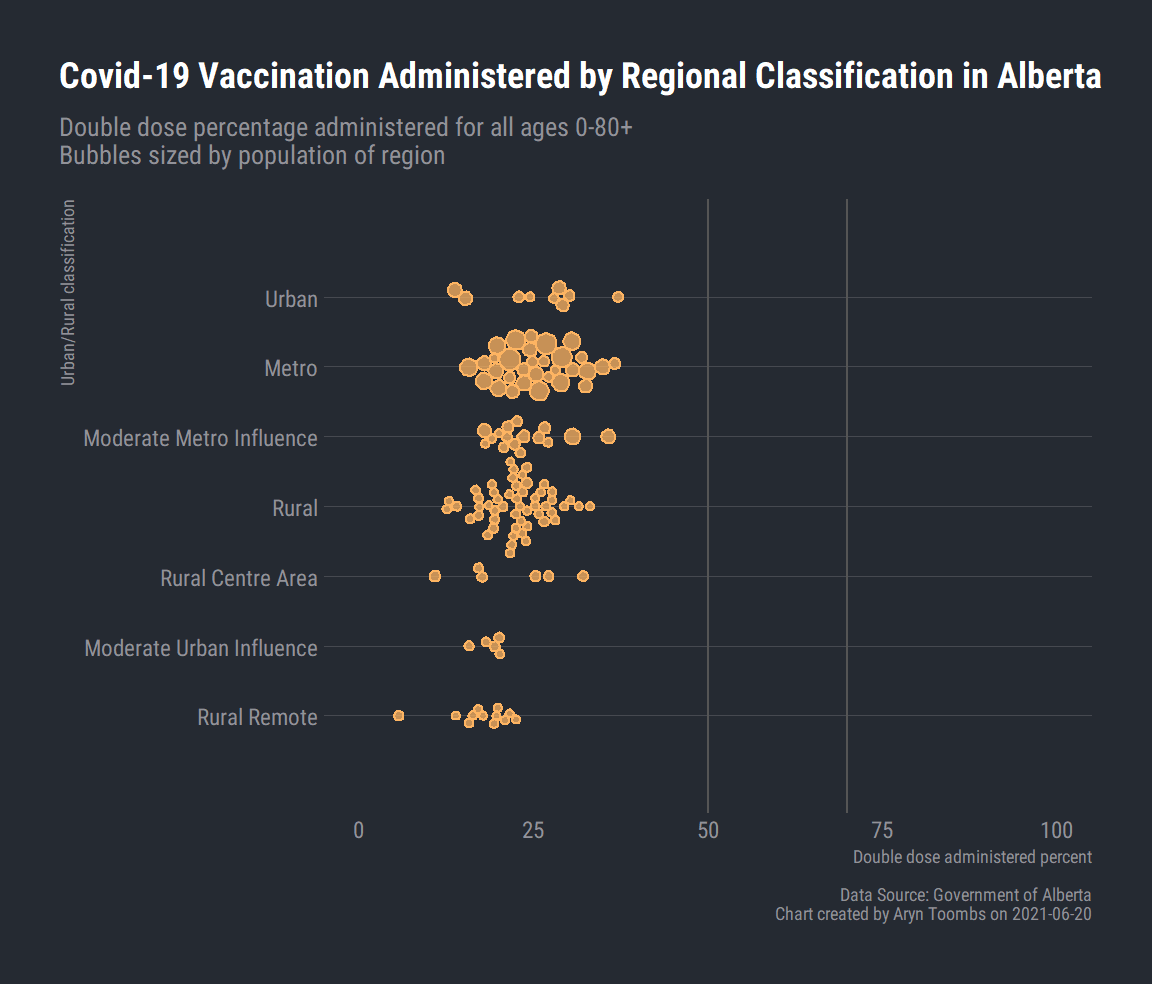 Covid-19 Vaccination Administered by Regional Classification in Alberta
Double dose percentage administered for all ages 0-80+
Bubbles sized by population of region
Urban/Rural classification
Urban
Metro
Moderate Metro Influence
Rural
Rural Centre Area
Moderate Urban Influence
Rural Remote
0 25 50 75 100
Double dose administered percent
Data Source: Government of Alberta
Chart created by Aryn Toombs on 2021-06-20